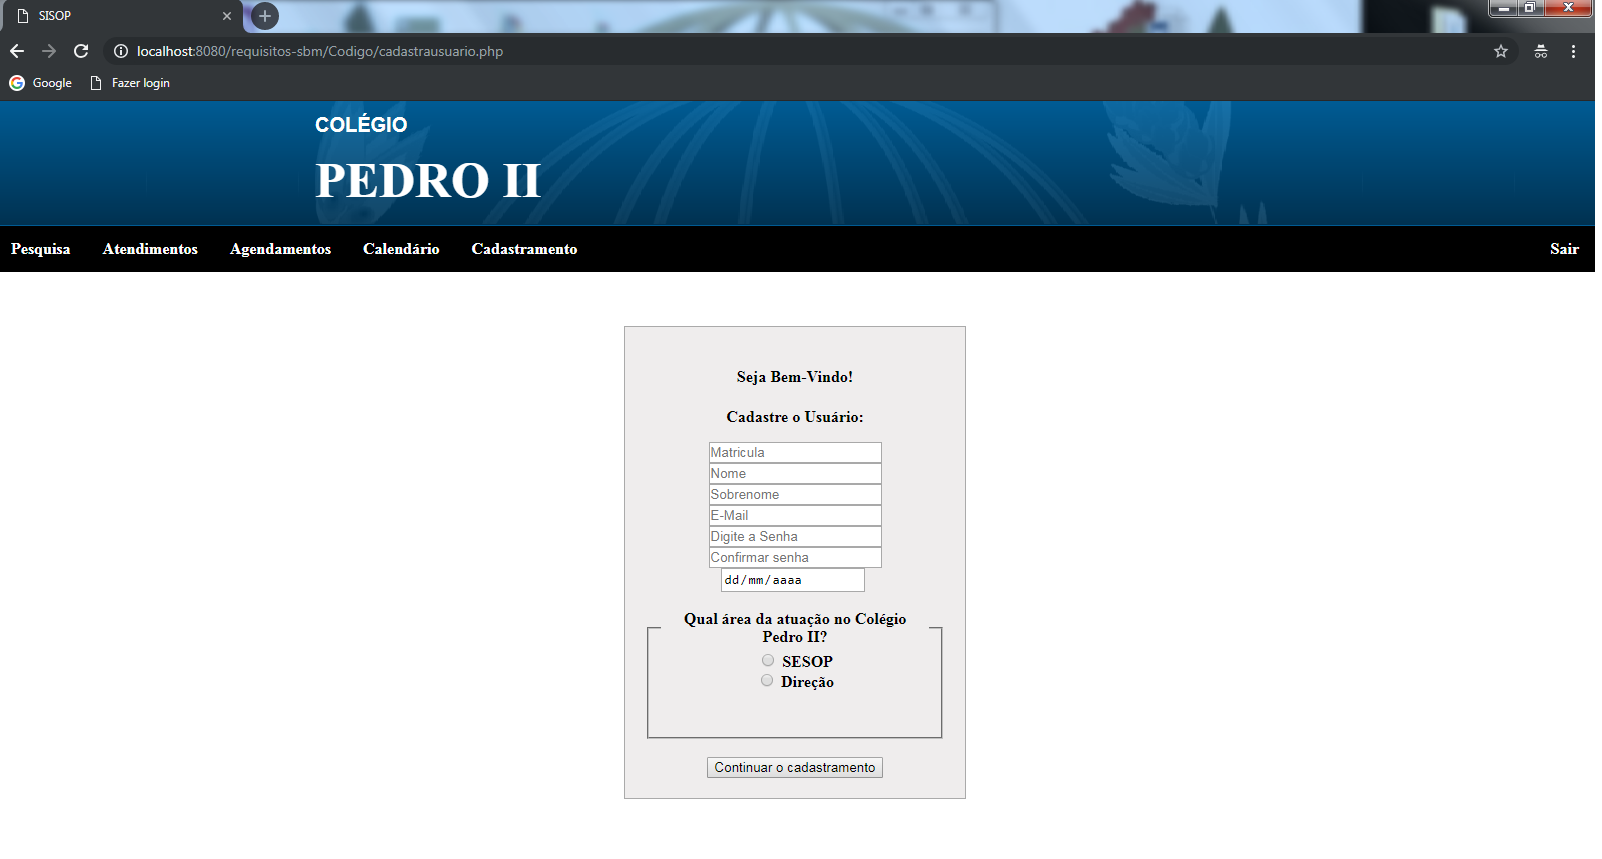 SISOP
localhost:8080/requisitos-sbm/Codigo/cadastrausuario.php
Google Fazer login
COLÉGIO
PEDRO II
Pesquisa Atendimentos Agendamentos Calendário Cadastramento Sair
Seja Bem-Vindo!
Cadastre o Usuário:
Matricula
Nome
Sobrenome
E-Mail
Digite a Senha
Confirmar senha
dd/mm/aaaa
Qual área da atuação no Colégio
Pedro II?
SESOP
Direção
Continuar o cadastramento